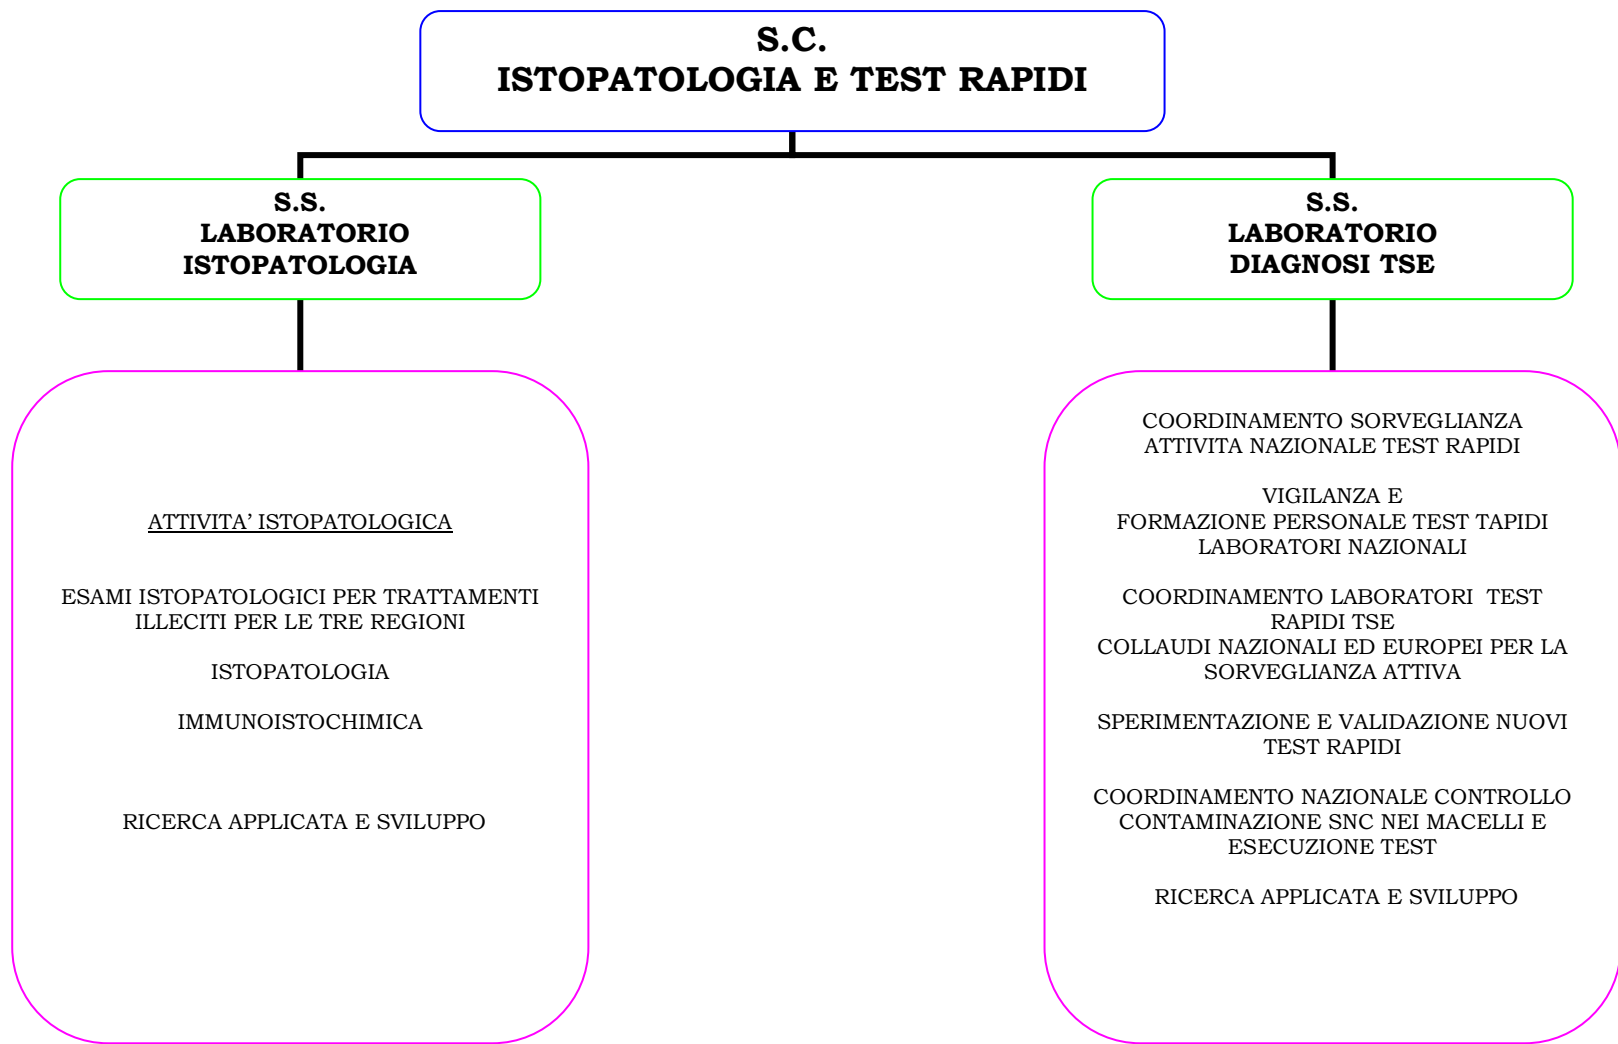 S.C.
ISTOPATOLOGIA E TEST RAPIDI
S.S.
LABORATORIO
ISTOPATOLOGIA
S.S.
LABORATORIO
DIAGNOSI TSE
ATTIVITA’ ISTOPATOLOGICA
ESAMI ISTOPATOLOGICI PER TRATTAMENTI
ILLECITI PER LE TRE REGIONI
ISTOPATOLOGIA
IMMUNOISTOCHIMICA
RICERCA APPLICATA E SVILUPPO
COORDINAMENTO SORVEGLIANZA
ATTIVITA NAZIONALE TEST RAPIDI
VIGILANZA E
FORMAZIONE PERSONALE TEST TAPIDI
LABORATORI NAZIONALI
COORDINAMENTO LABORATORI TEST
RAPIDI TSE
COLLAUDI NAZIONALI ED EUROPEI PER LA
SORVEGLIANZA ATTIVA
SPERIMENTAZIONE E VALIDAZIONE NUOVI
TEST RAPIDI
COORDINAMENTO NAZIONALE CONTROLLO
CONTAMINAZIONE SNC NEI MACELLI E
ESECUZIONE TEST
RICERCA APPLICATA E SVILUPPO